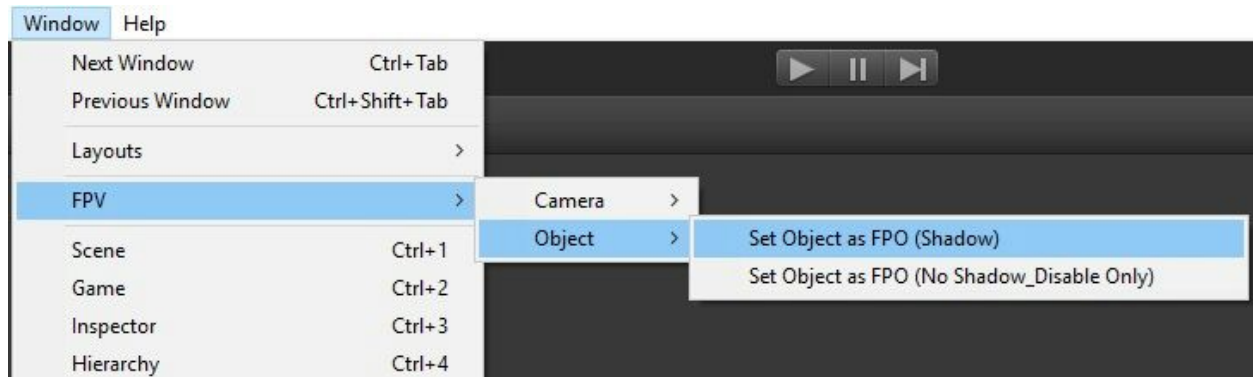 Window Help
Next Window Ctrl+Tab
Previous Window Ctrl+Shift+Tab
Layouts
FPV
Camera
Object
Set Object as FPO (Shadow)
Set Object as FPO (No Shadow_Disable Only)
Scene Ctrl+1
Game Ctrl+2
Inspector Ctrl+3
Hierarchy Ctrl+4